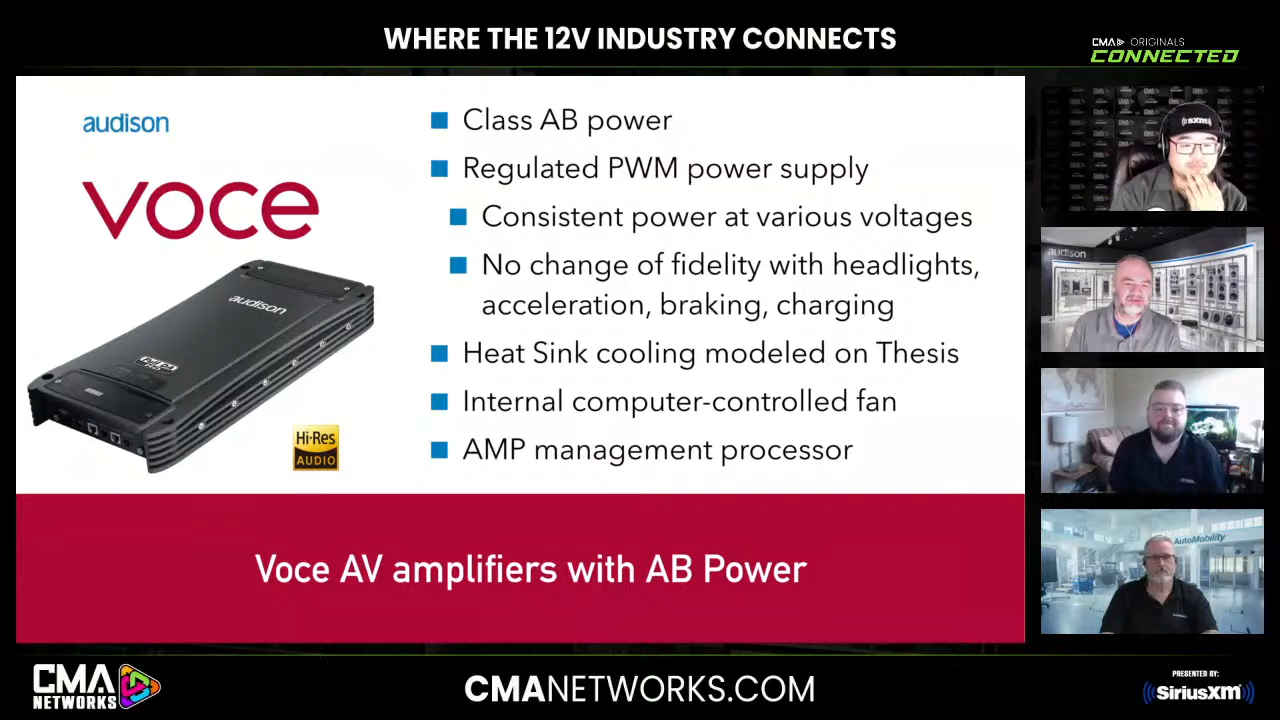 WHERE THE 12V INDUSTRY CONNECTS
CMA ORIGINALS
CONNECTED
audison
voce
audison
Hi-Res
AUDIO
Class AB power
Regulated PWM power supply
Consistent power at various voltages
No change of fidelity with headlights,
acceleration, braking, charging
Heat Sink cooling modeled on Thesis
Internal computer-controlled fan
AMP management processor
Voce AV amplifiers with AB Power
sxm
audison
AutoMobility
CMA
NETWORKS
CMANETWORKS.COM
PRESENTED BY:
SiriusXM